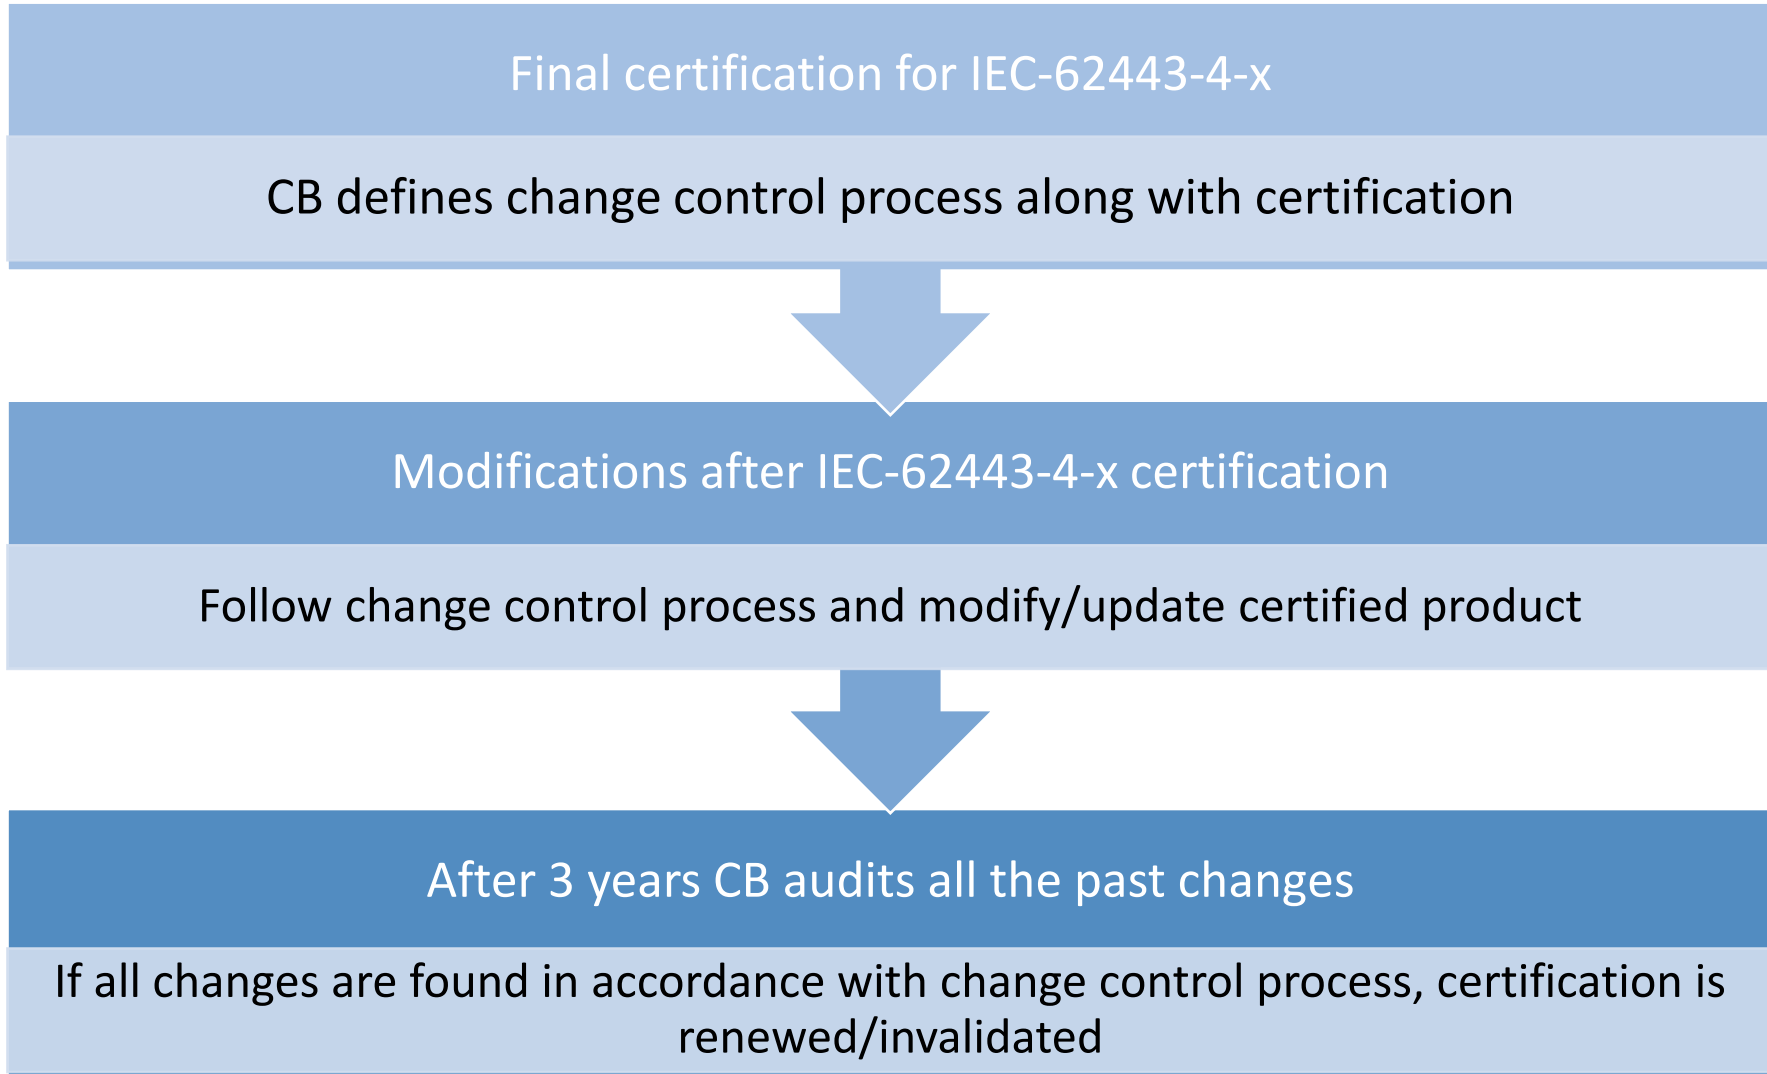 Final certification for IEC-62443-4-x
CB defines change control process along with certification
Modifications after IEC-62443-4-x certification
Follow change control process and modify/update certified product
After 3 years CB audits all the past changes
If all changes are found in accordance with change control process, certification is
renewed/invalidated